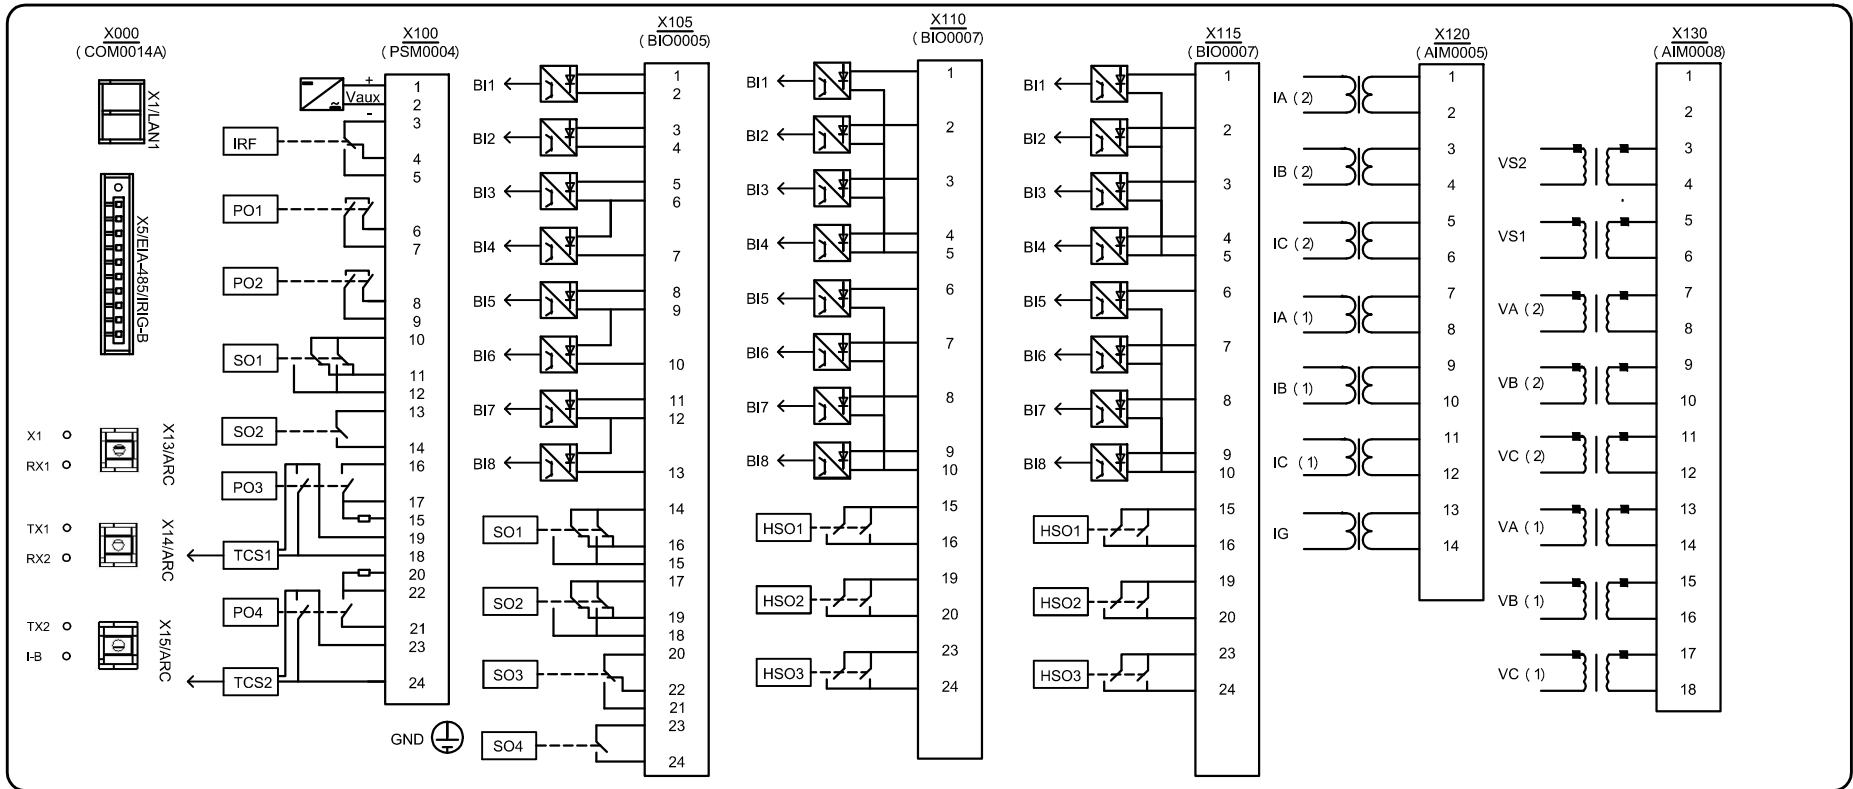 X000
( COM0014A)
X1/LAN1
X5/EIA-485/IRIG-B
X1
RX1
X13/ARC
TX1
RX2
X14/ARC
TX2
I-B
X15/ARC
X100
( PSM0004)
+
Vaux
-
IRF
PO1
PO2
SO1
SO2
PO3
TCS1
PO4
TCS2
GND
1
2
3
4
5
6
7
8
9
10
11
12
13
14
16
17
15
19
18
20
22
21
23
24
X105
( BIO0005)
BI1
BI2
BI3
BI4
BI5
BI6
BI7
BI8
SO1
SO2
SO3
SO4
1
2
3
4
5
6
7
8
9
10
11
12
13
14
16
15
17
19
18
20
22
21
23
24
X110
( BIO0007)
BI1
BI2
BI3
BI4
BI5
BI6
BI7
BI8
HSO1
HSO2
HSO3
1
2
3
4
5
6
7
8
9
10
15
16
19
20
23
24
X115
( BIO0007)
BI1
BI2
BI3
BI4
BI5
BI6
BI7
BI8
HSO1
HSO2
HSO3
1
2
3
4
5
6
7
8
9
10
15
16
19
20
23
24
X120
( AIM0005)
IA ( 2)
IB ( 2)
IC ( 2)
IA ( 1)
IB ( 1)
IC ( 1)
IG
1
2
3
4
5
6
7
8
9
10
11
12
13
14
X130
( AIM0008)
VS2
VS1
VA ( 2)
VB ( 2)
VC ( 2)
VA ( 1)
VB ( 1)
VC ( 1)
1
2
3
4
5
6
7
8
9
10
11
12
13
14
15
16
17
18